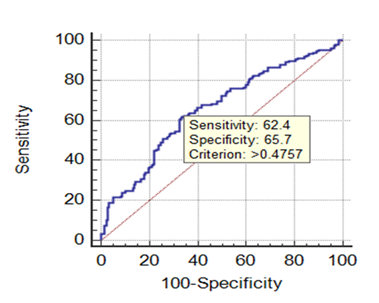 100
80
60
40
20
0
Sensitivity
Sensitivity: 62.4
Specificity: 65.7
Criterion: >0.4757
0 20 40 60 80 100
100-Specificity